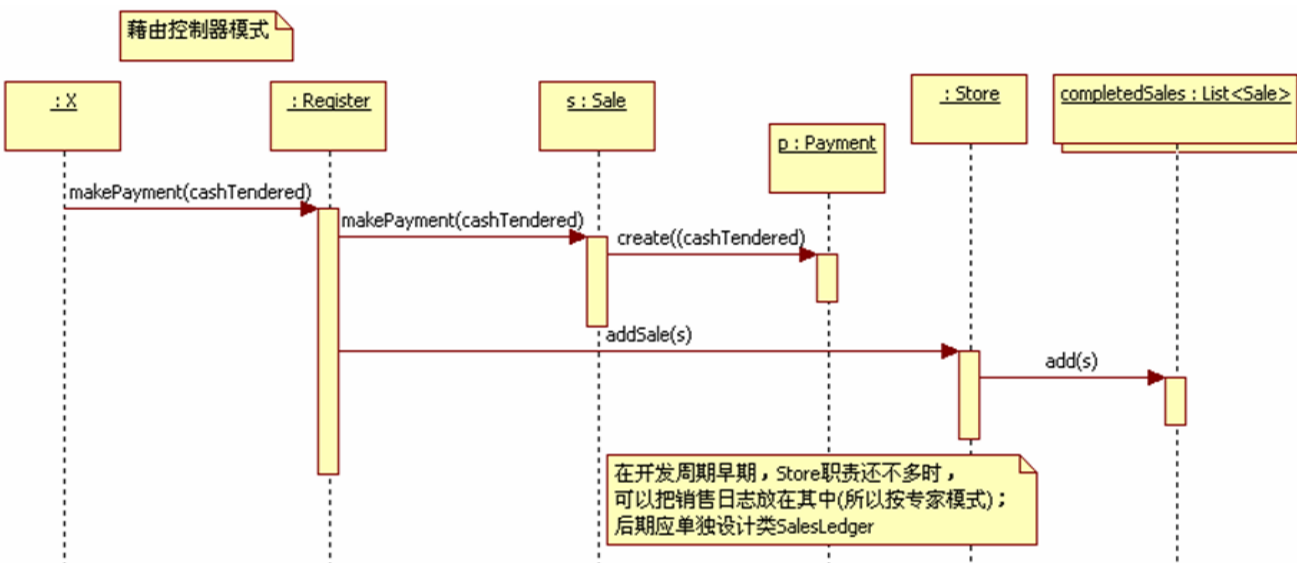 藉由控制器模式
: X
: Register
s : Sale
: Store
completedSales : List<Sale>
p : Payment
makePayment(cashTendered)
makePayment(cashTendered)
create((cashTendered)
addSale(s)
add(s)
在开发周期早期，Store职责还不多时，
可以把销售日志放在其中(所以按专家模式)；
后期应单独设计类SalesLedger